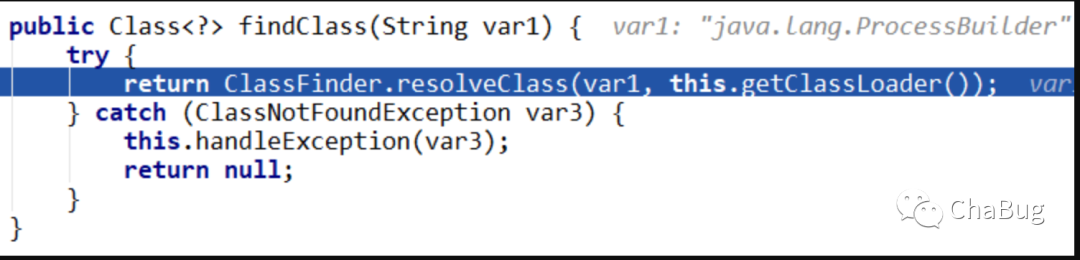 public Class<?> findClass(String var1) {  var1: "java.lang.ProcessBuilder"
    try {
        return ClassFinder.resolveClass(var1, this.getClassLoader());  var
    } catch (ClassNotFoundException var3) {
        this.handleException(var3);
        return null;
    }
}
ChaBug